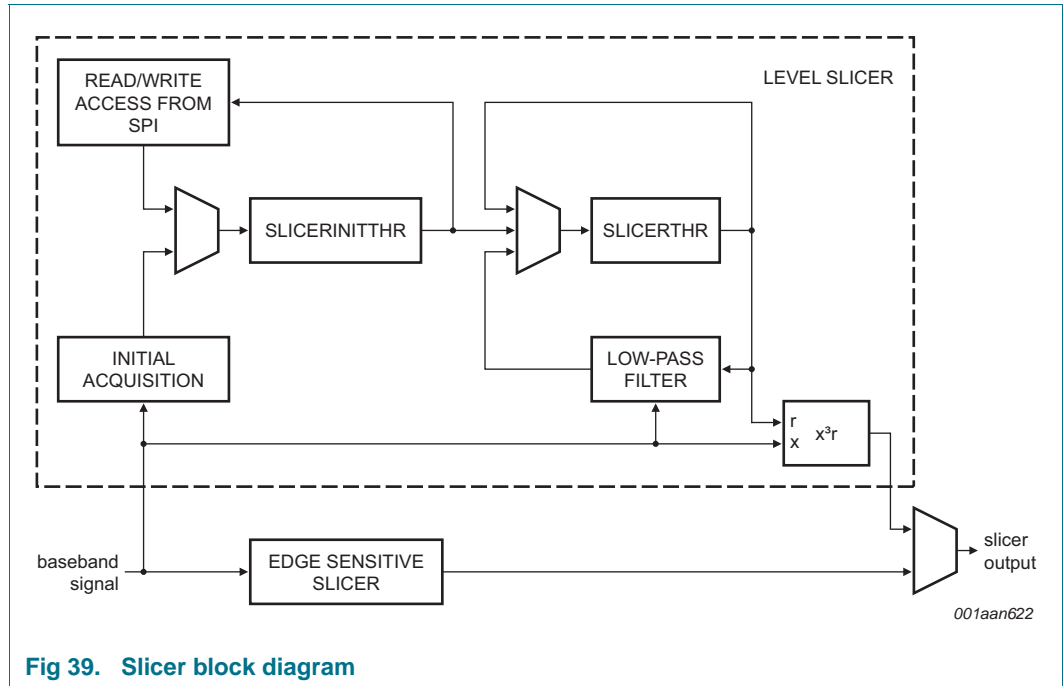 LEVEL SLICER
READ/WRITE
ACCESS FROM
SPI
SLICERINITTHR
SLICERTHR
INITIAL
ACQUISITION
LOW-PASS
FILTER
r
x
x³r
baseband
signal
EDGE SENSITIVE
SLICER
slicer
output
001aan622
Fig 39. Slicer block diagram